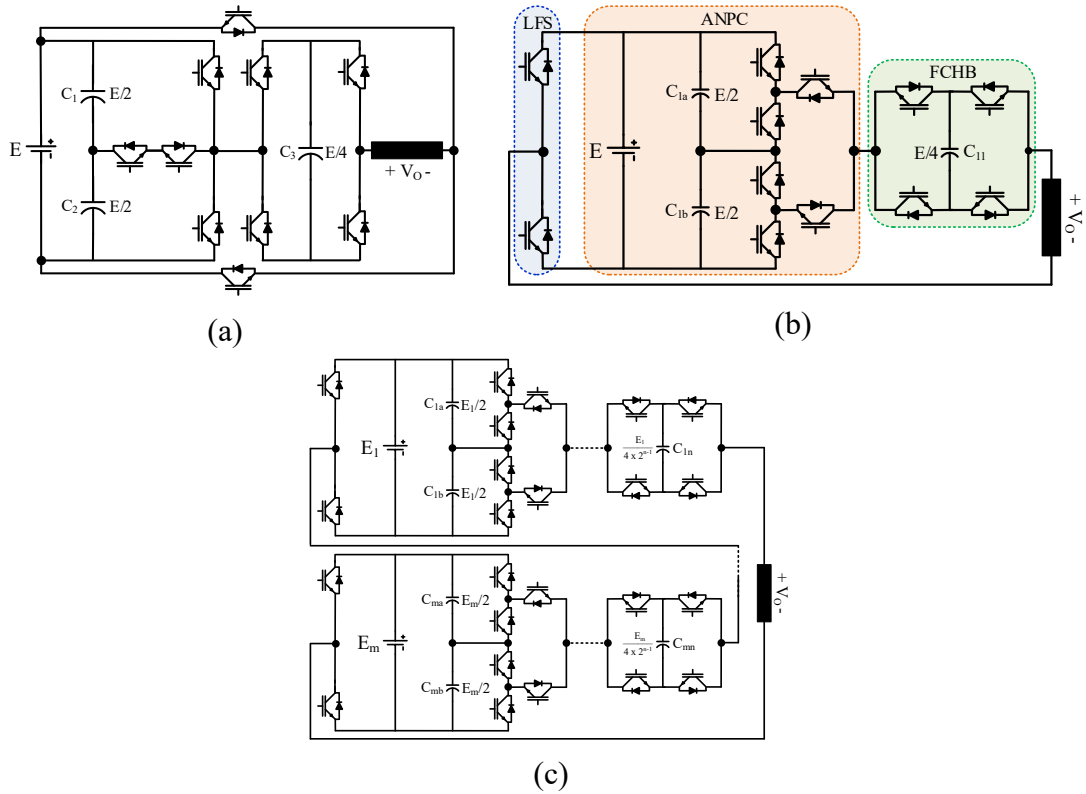 C1 E/2
E
C3 E/4
+ VO -
C2 E/2
(a)
LFS
ANPC
FCHB
C1a E/2
E
E/4 C11
C1b E/2
+ VO -
(b)
C1a E1/2
E1
E1 / 4 x 2^n-1 C1n
C1b E1/2
+ VO -
Cma Em/2
Em
Em / 4 x 2^n-1 Cmn
Cmb Em/2
(c)